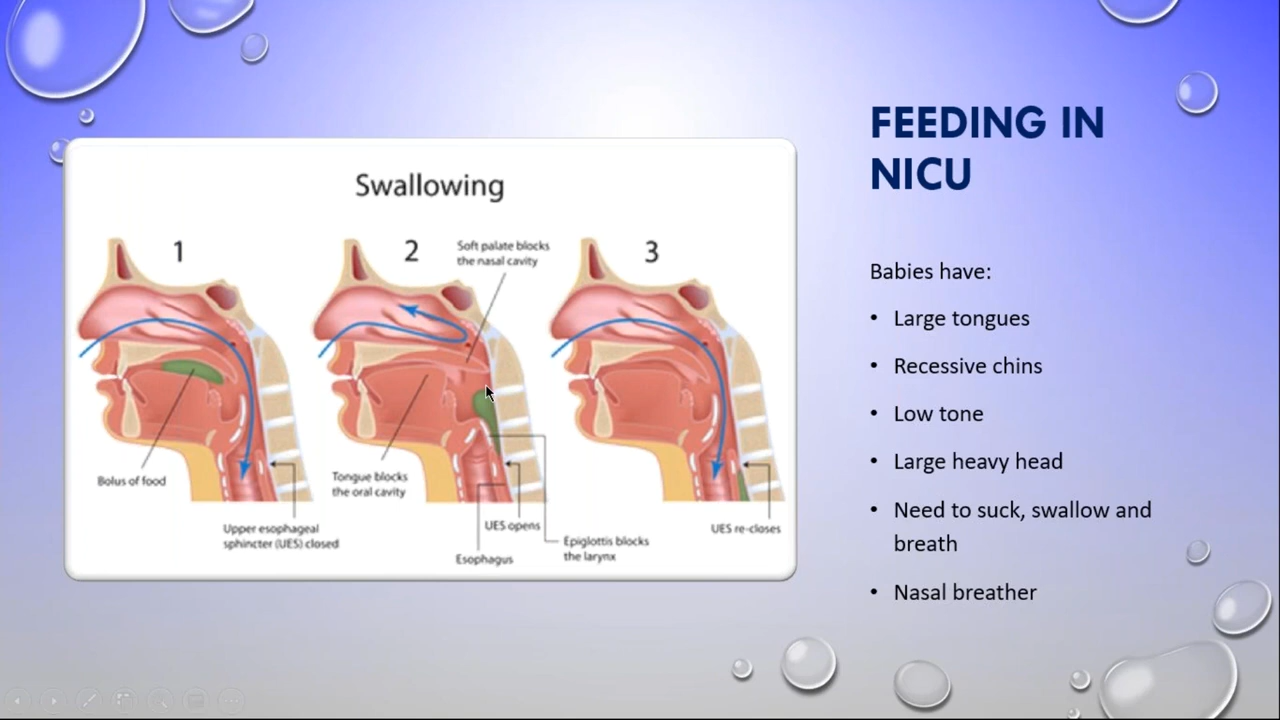 Swallowing
1
2
3
Soft palate blocks
the nasal cavity
Bolus of food
Tongue blocks
the oral cavity
Upper esophageal
sphincter (UES) closed
UES opens
Esophagus
Epiglottis blocks
the larynx
UES re-closes
FEEDING IN
NICU
Babies have:
• Large tongues
• Recessive chins
• Low tone
• Large heavy head
• Need to suck, swallow and
breath
• Nasal breather